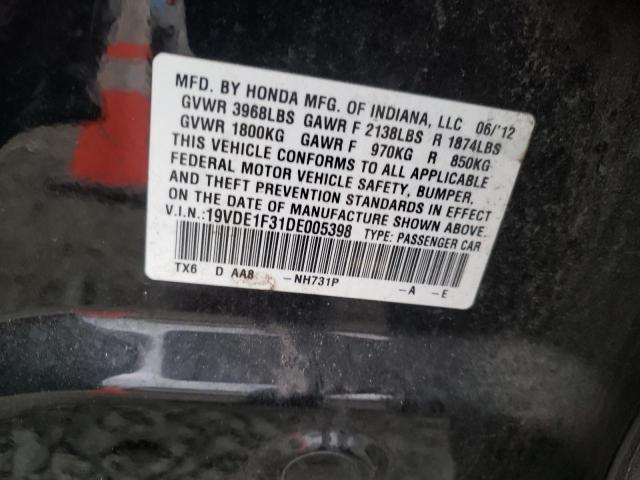 MFD. BY HONDA MFG. OF INDIANA, LLC 06/'12
GVWR 3968LBS GAWR F 2138LBS R 1874LBS
GVWR 1800KG GAWR F 970KG R 850KG
THIS VEHICLE CONFORMS TO ALL APPLICABLE
FEDERAL MOTOR VEHICLE SAFETY, BUMPER,
AND THEFT PREVENTION STANDARDS IN EFFECT
ON THE DATE OF MANUFACTURE SHOWN ABOVE.
V.I.N.:19VDE1F31DE005398 TYPE: PASSENGER CAR
TX6 D AA8 -NH731P -A -E